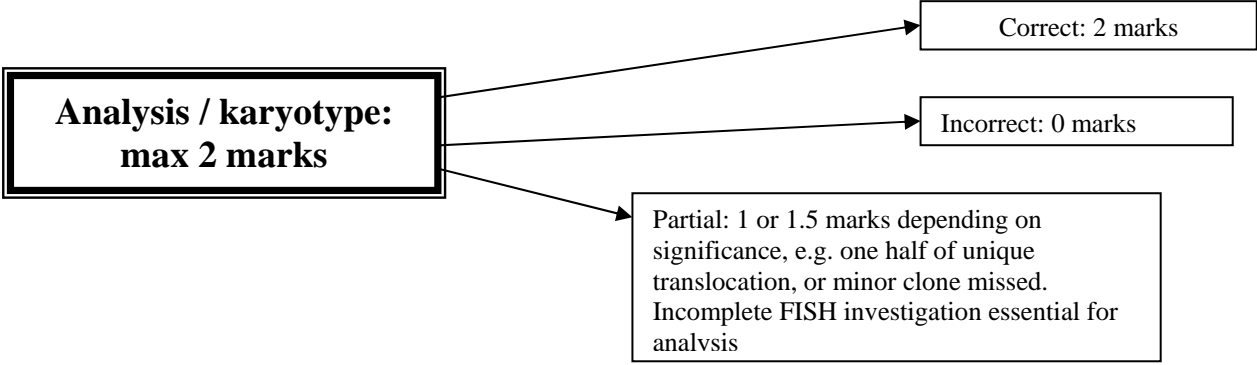 Correct: 2 marks
Analysis / karyotype:
max 2 marks
Incorrect: 0 marks
Partial: 1 or 1.5 marks depending on
significance, e.g. one half of unique
translocation, or minor clone missed.
Incomplete FISH investigation essential for
analysis